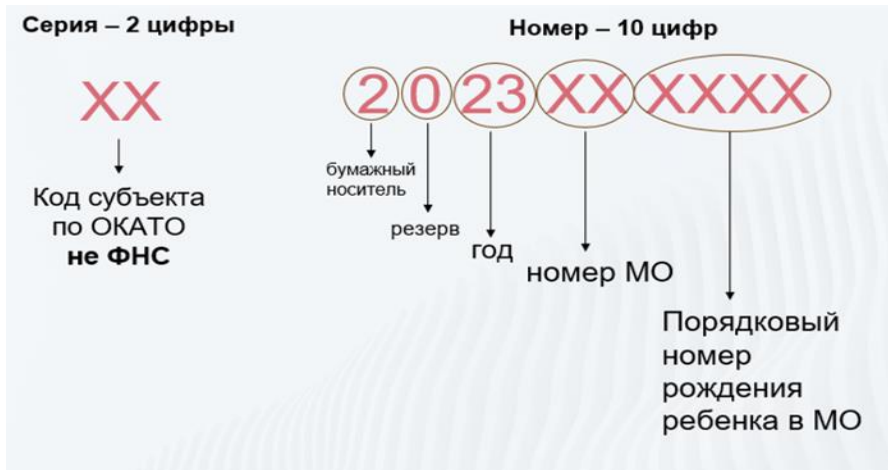 Серия – 2 цифры
XX
Код субъекта
по ОКАТО
не ФНС
Номер – 10 цифр
2 0 23 XX XXXX
бумажный
носитель
резерв
год
номер МО
Порядковый
номер
рождения
ребенка в МО